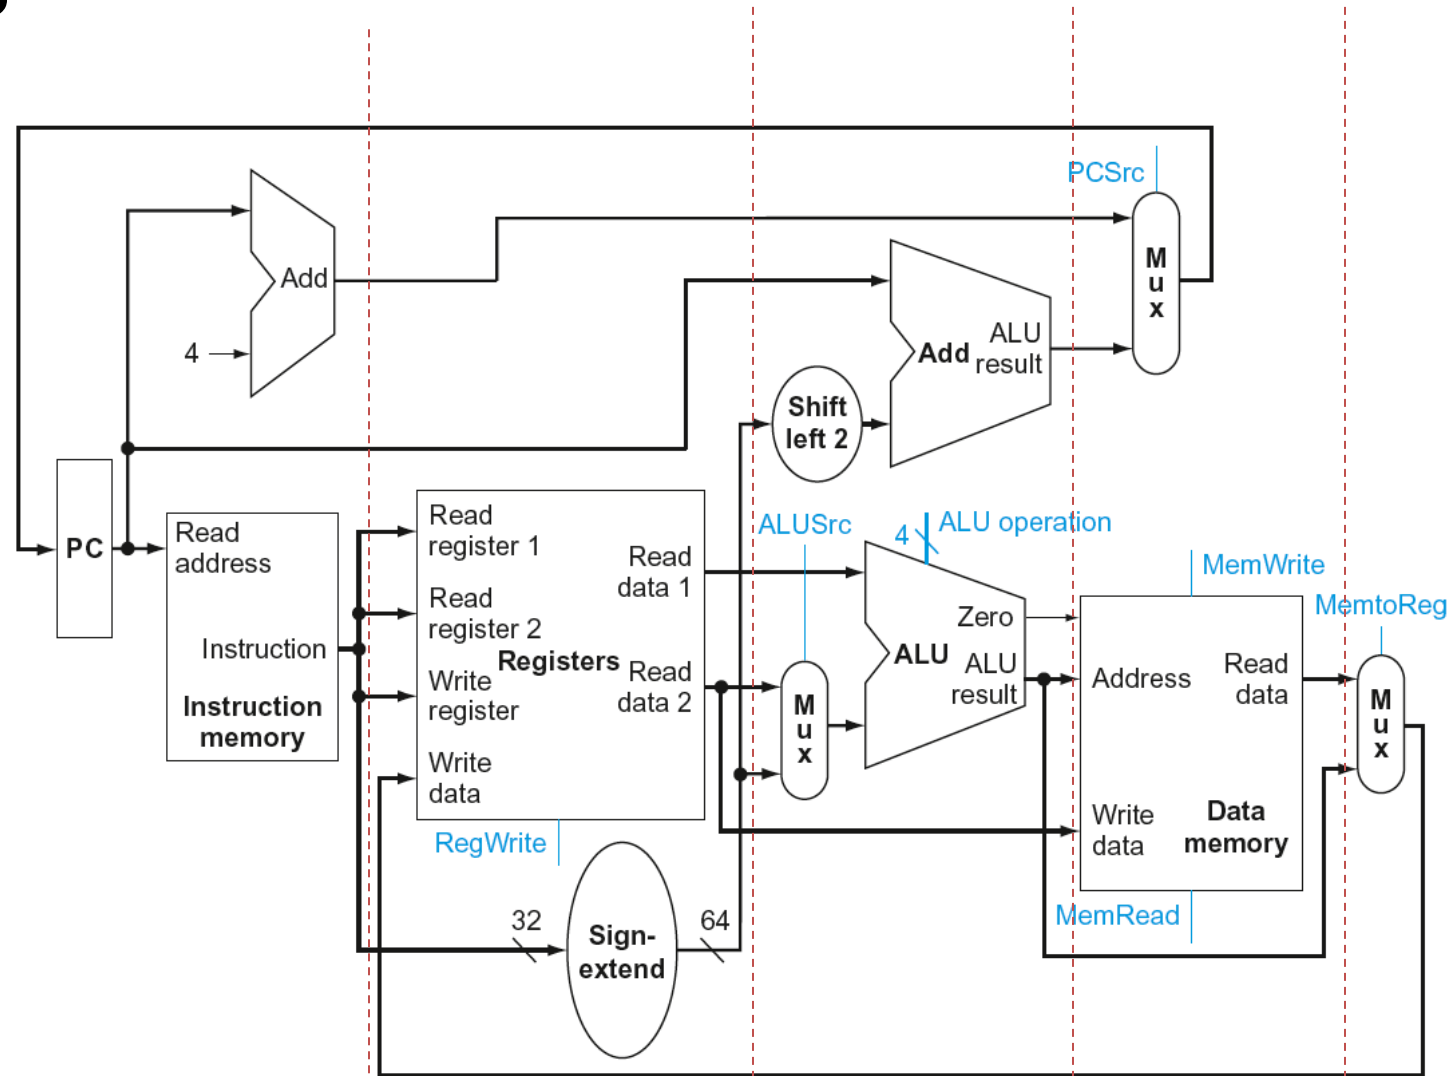 PCSrc
Add
4
M
u
x
Add
ALU
result
Shift
left 2
PC
Read
address
Instruction
Instruction
memory
Read
register 1
Read
register 2
Registers
Write
register
Write
data
Read
data 1
Read
data 2
RegWrite
ALUSrc
M
u
x
4
ALU operation
Zero
ALU
ALU
result
MemWrite
Address
Read
data
Write
data
Data
memory
MemRead
MemtoReg
M
u
x
32
Sign-
extend
64